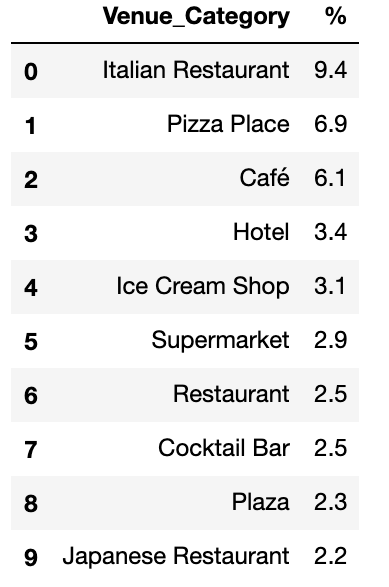 Venue_Category %
0 Italian Restaurant 9.4
1 Pizza Place 6.9
2 Café 6.1
3 Hotel 3.4
4 Ice Cream Shop 3.1
5 Supermarket 2.9
6 Restaurant 2.5
7 Cocktail Bar 2.5
8 Plaza 2.3
9 Japanese Restaurant 2.2